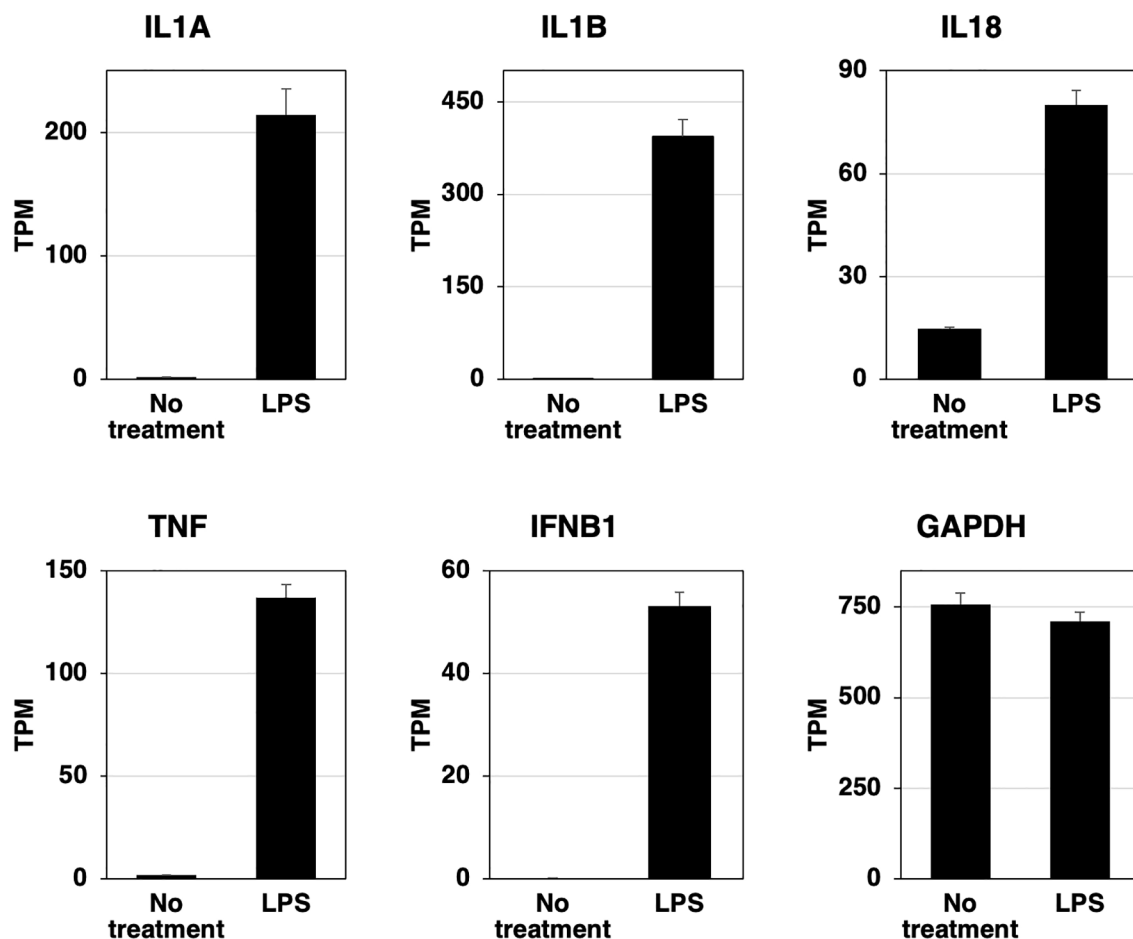 IL1A
TPM
200
100
0
No treatment
LPS
IL1B
TPM
450
300
150
0
No treatment
LPS
IL18
TPM
90
60
30
0
No treatment
LPS
TNF
TPM
150
100
50
0
No treatment
LPS
IFNB1
TPM
60
40
20
0
No treatment
LPS
GAPDH
TPM
750
500
250
0
No treatment
LPS